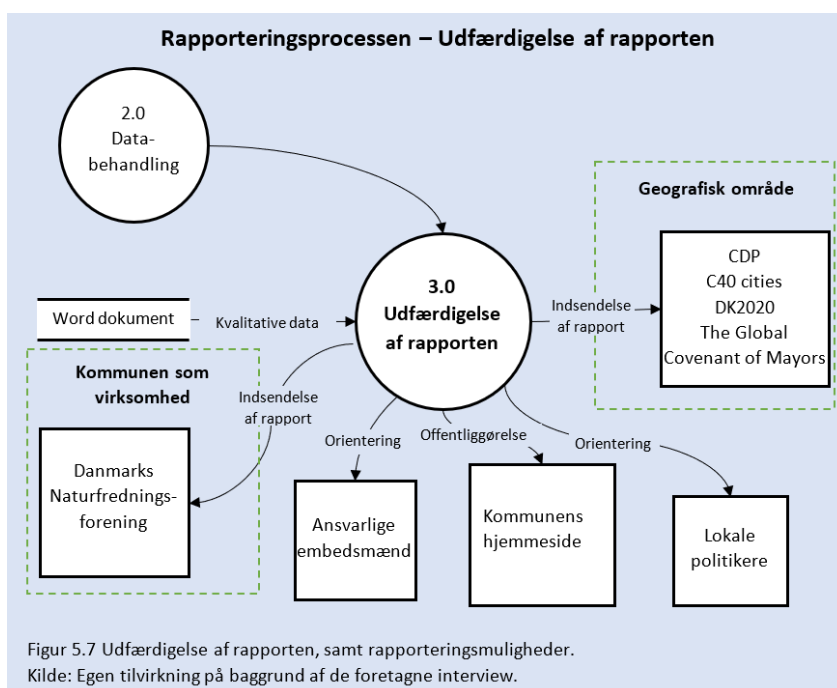 Rapporteringsprocessen – Udfærdigelse af rapporten
2.0
Data-
behandling
Geografisk område
CDP
C40 cities
DK2020
The Global
Covenant of Mayors
3.0
Udfærdigelse
af rapporten
Indsendelse
af rapport
Word dokument
Kvalitative data
Kommunen som
virksomhed
Indsendelse
af rapport
Danmarks
Naturfrednings-
forening
Orientering
Offentliggørelse
Orientering
Ansvarlige
embedsmænd
Kommunens
hjemmeside
Lokale
politikere
Figur 5.7 Udfærdigelse af rapporten, samt rapporteringsmuligheder.
Kilde: Egen tilvirkning på baggrund af de foretagne interview.